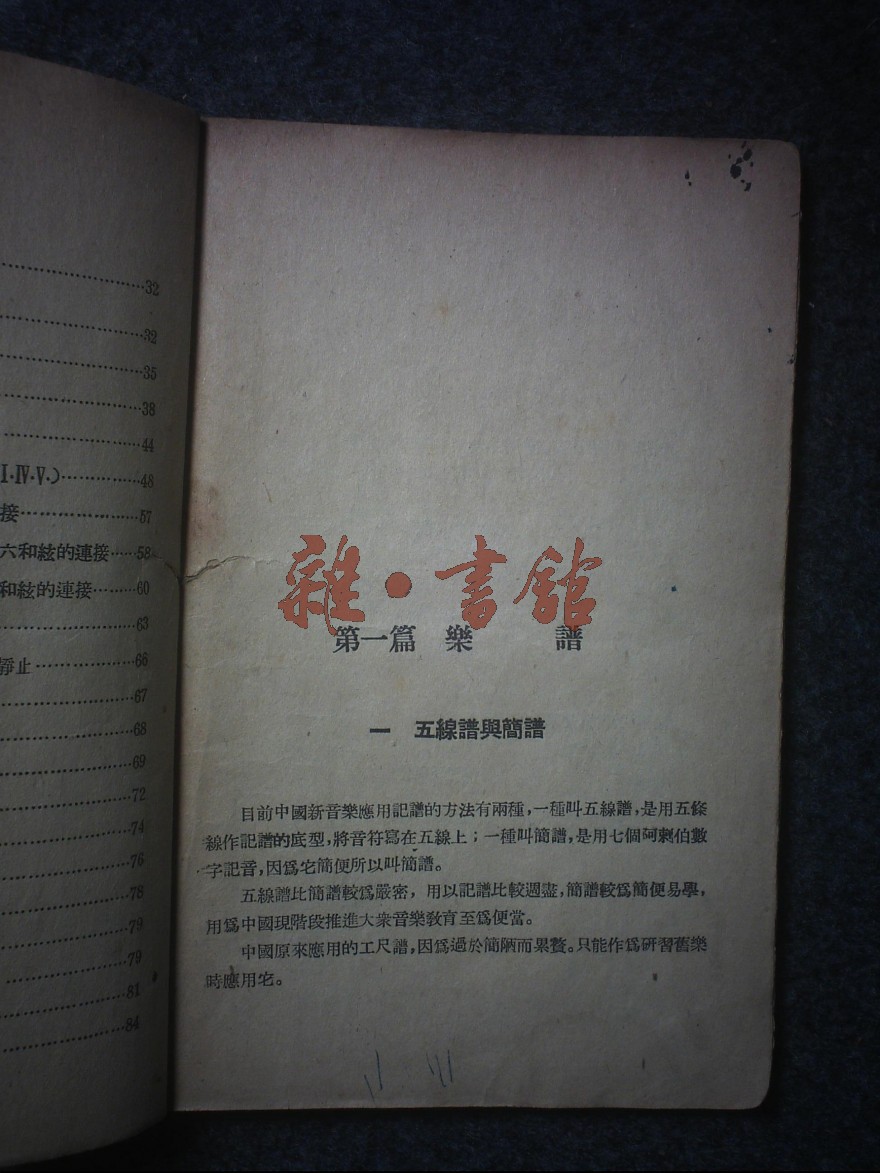 ……32
……32
……35
……38
……44
I·Ⅳ·Ⅴ·)……48
接……57
六和絃的連接……58
和絃的連接……60
……63
靜止……66
……67
……68
……69
……72
……74
……76
……78
……79
……79
……81
……84
雜·書館
第一篇 樂 譜
一 五線譜與簡譜
目前中國新音樂應用記譜的方法有兩種，一種叫五線譜，是用五條
線作記譜的底型，將音符寫在五線上；一種叫簡譜，是用七個阿剌伯數
字記音，因爲它簡便所以叫簡譜。
五線譜比簡譜較爲嚴密，用以記譜比較週盡，簡譜較爲簡便易學，
用爲中國現階段推進大衆音樂敎育至爲便當。
中國原來應用的工尺譜，因爲過於簡陋而累贅。只能作爲研習舊樂
時應用它。